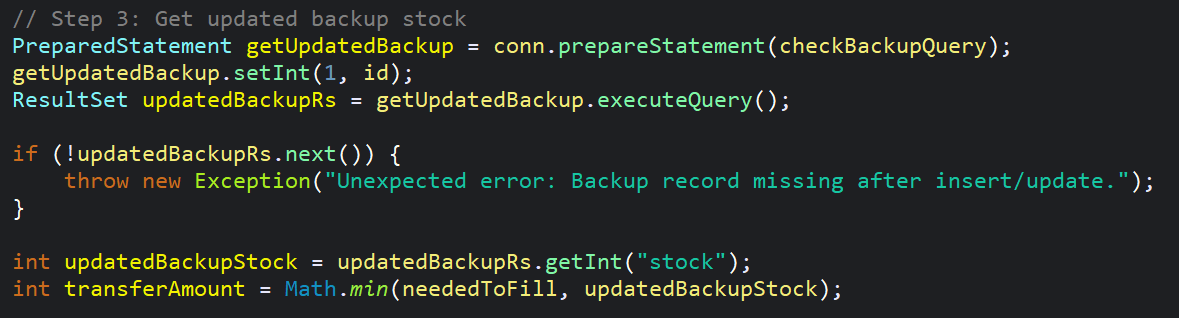 // Step 3: Get updated backup stock
PreparedStatement getUpdatedBackup = conn.prepareStatement(checkBackupQuery);
getUpdatedBackup.setInt(1, id);
ResultSet updatedBackupRs = getUpdatedBackup.executeQuery();
if (!updatedBackupRs.next()) {
    throw new Exception("Unexpected error: Backup record missing after insert/update.");
}
int updatedBackupStock = updatedBackupRs.getInt("stock");
int transferAmount = Math.min(neededToFill, updatedBackupStock);